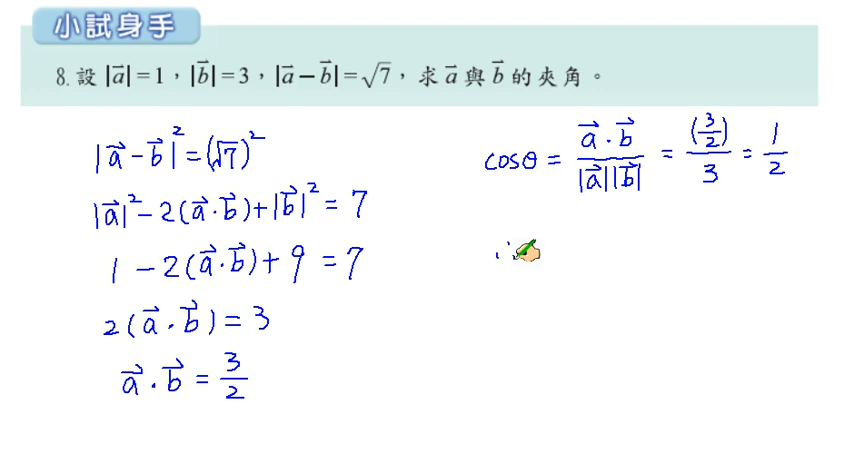 小試身手
8. 設 |a⃗| = 1，|b⃗| = 3，|a⃗ − b⃗| = √7，求 a⃗ 與 b⃗ 的夾角。
|a⃗ − b⃗|² = (√7)²
|a⃗|² − 2(a⃗·b⃗) + |b⃗|² = 7
1 − 2(a⃗·b⃗) + 9 = 7
2(a⃗·b⃗) = 3
a⃗·b⃗ = 3/2
cosθ = a⃗·b⃗ / |a⃗||b⃗| = (3/2) / 3 = 1/2
∴